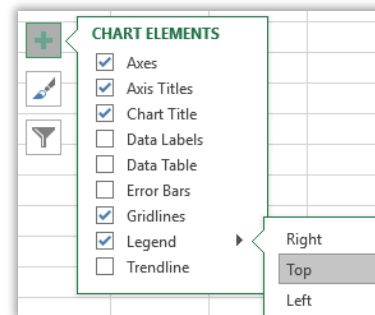 CHART ELEMENTS
Axes
Axis Titles
Chart Title
Data Labels
Data Table
Error Bars
Gridlines
Legend
Trendline
Right
Top
Left